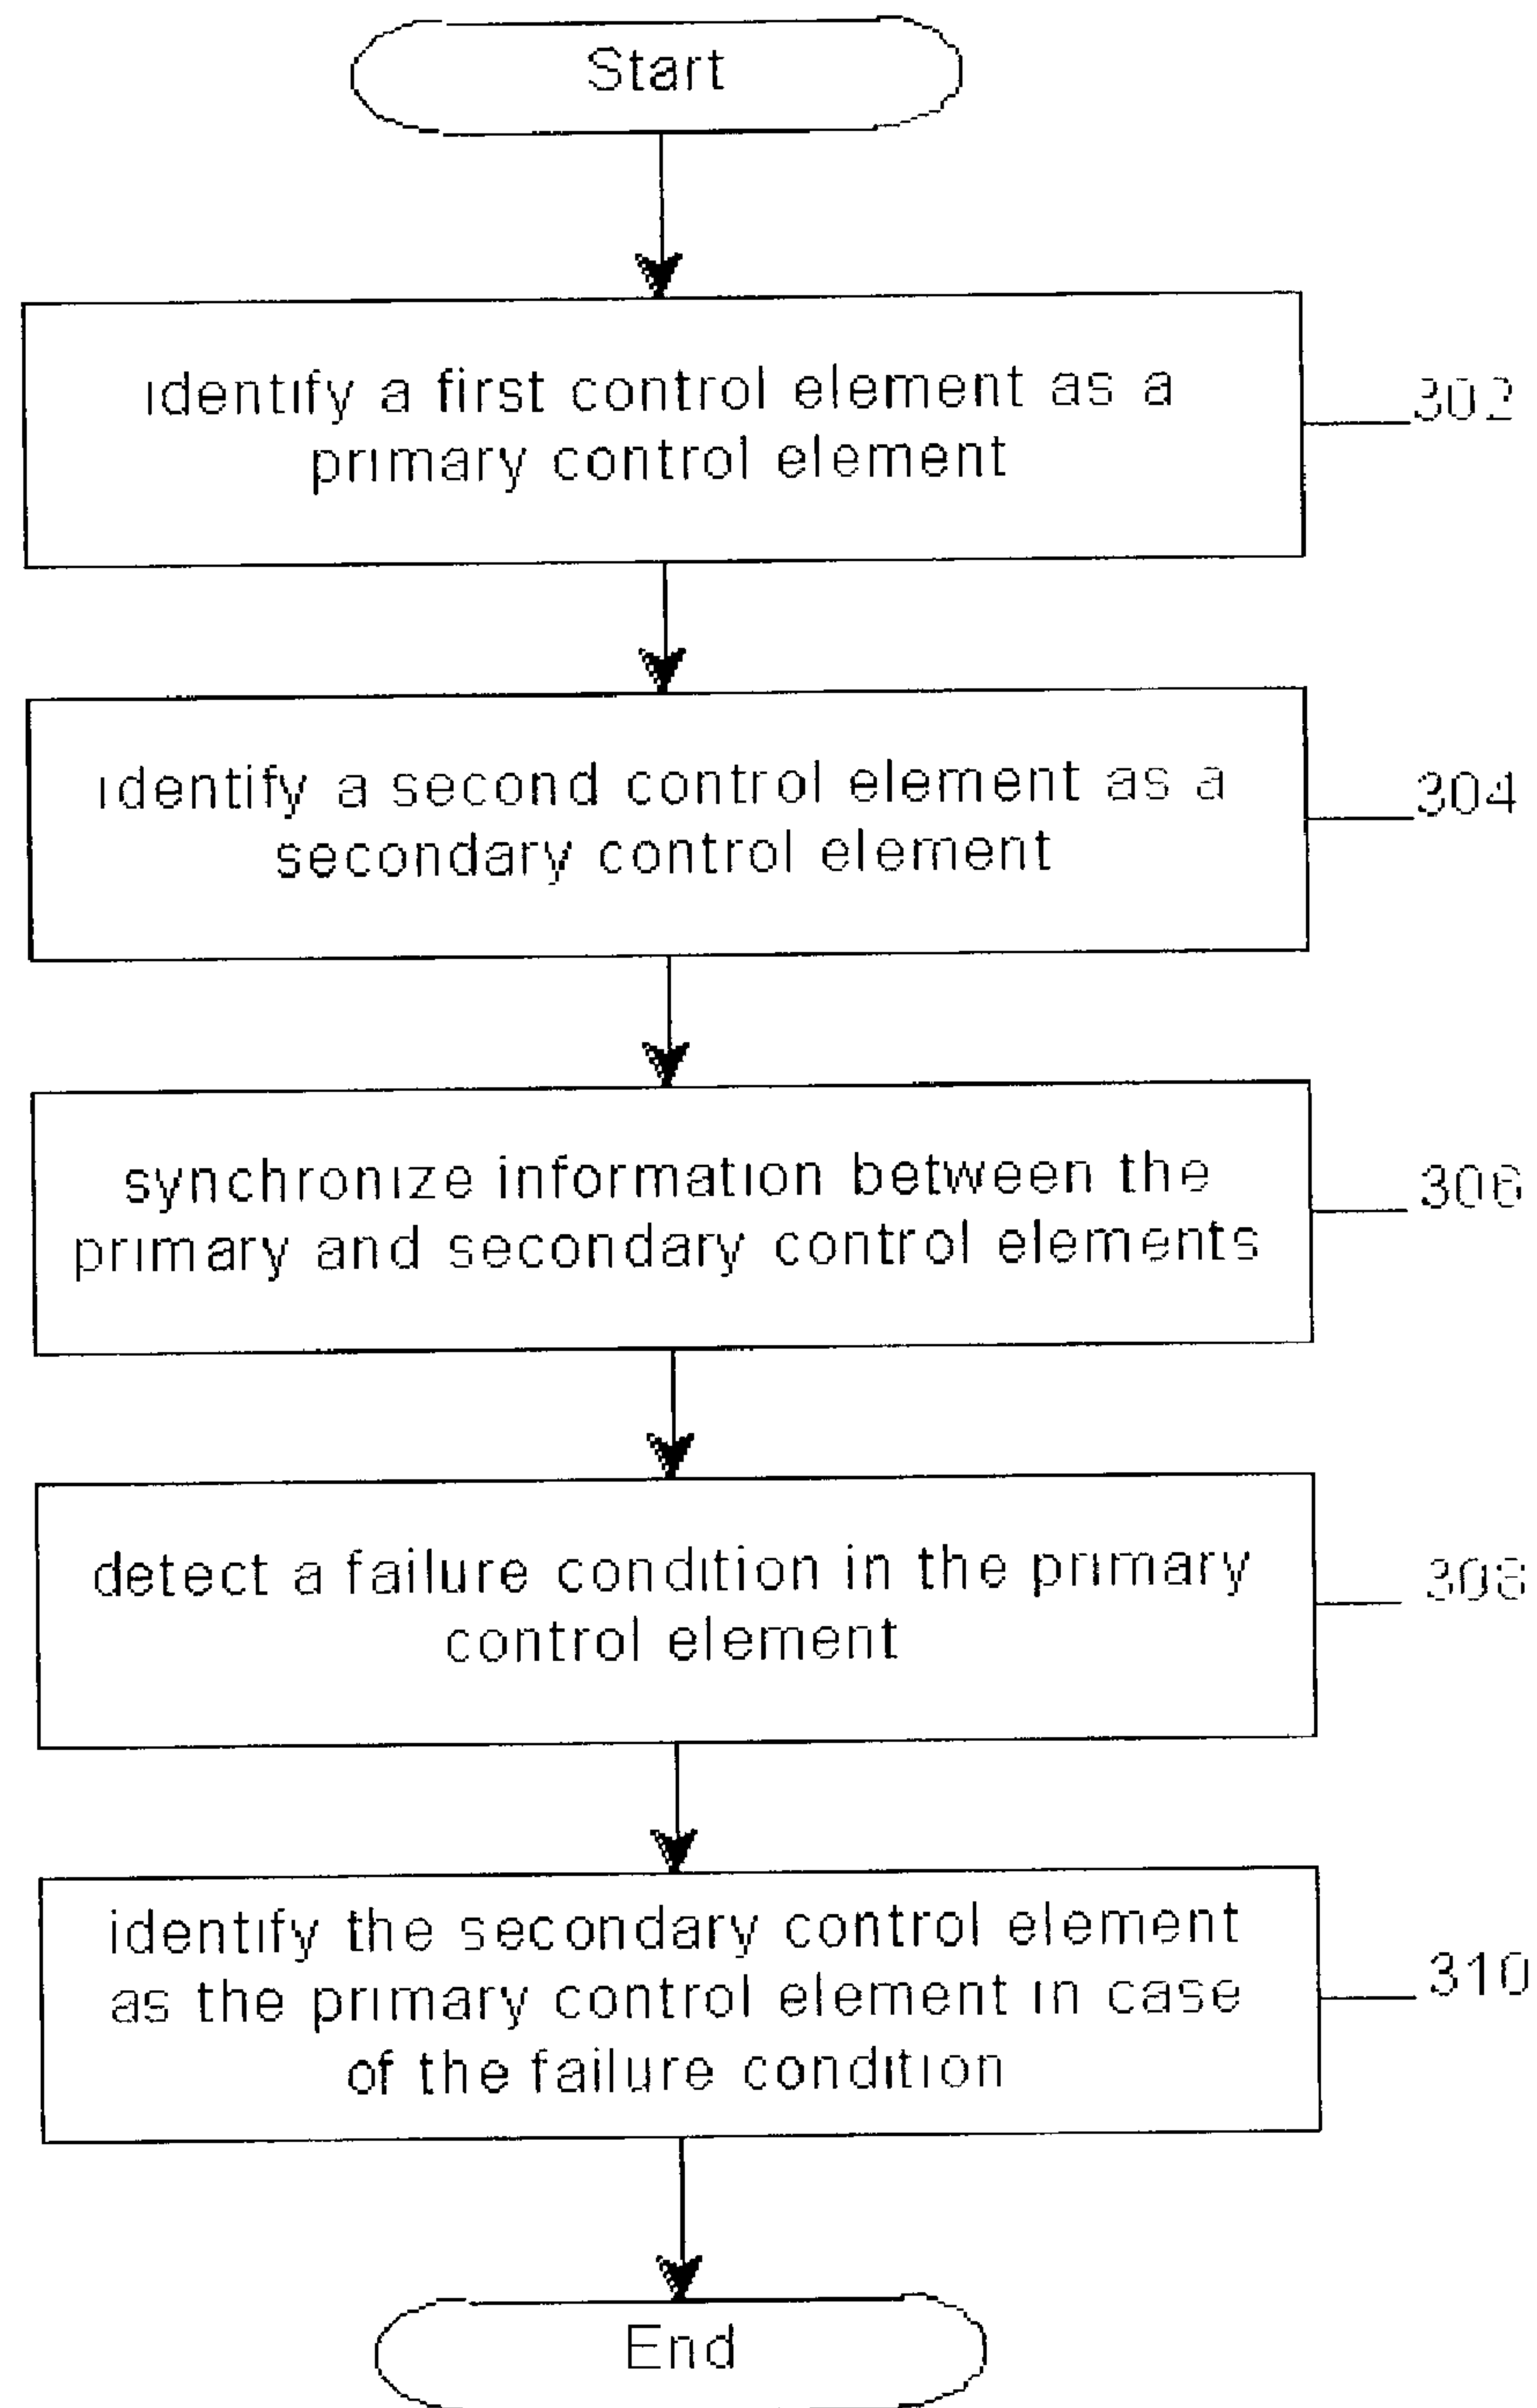 Start
identify a first control element as a
primary control element
302
identify a second control element as a
secondary control element
304
synchronize information between the
primary and secondary control elements
306
detect a failure condition in the primary
control element
308
identify the secondary control element
as the primary control element in case
of the failure condition
310
End